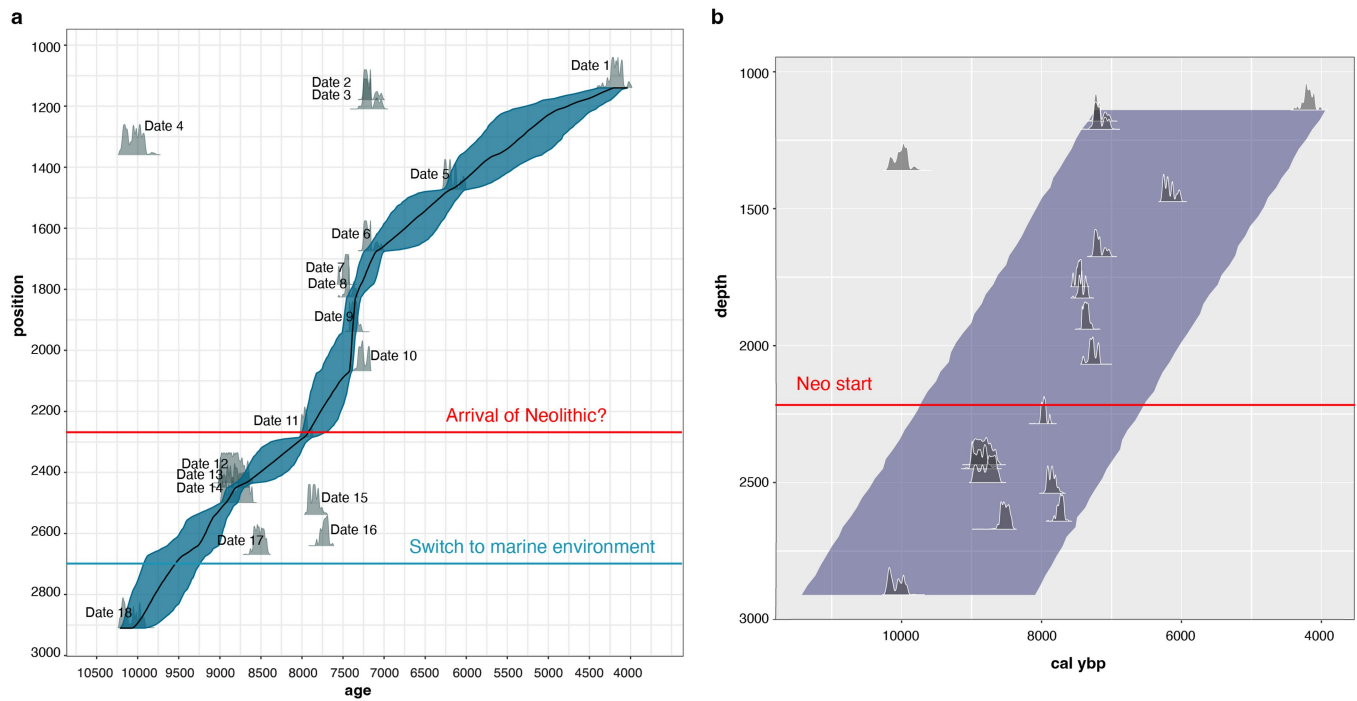 a
1000
1200
1400
1600
1800
2000
2200
2400
2600
2800
3000
position
10500 10000 9500 9000 8500 8000 7500 7000 6500 6000 5500 5000 4500 4000
age
Date 1
Date 2
Date 3
Date 4
Date 5
Date 6
Date 7
Date 8
Date 9
Date 10
Date 11
Arrival of Neolithic?
Date 12
Date 13
Date 14
Date 15
Date 16
Date 17
Switch to marine environment
Date 18
b
1000
1500
2000
2500
3000
depth
Neo start
10000 8000 6000 4000
cal ybp